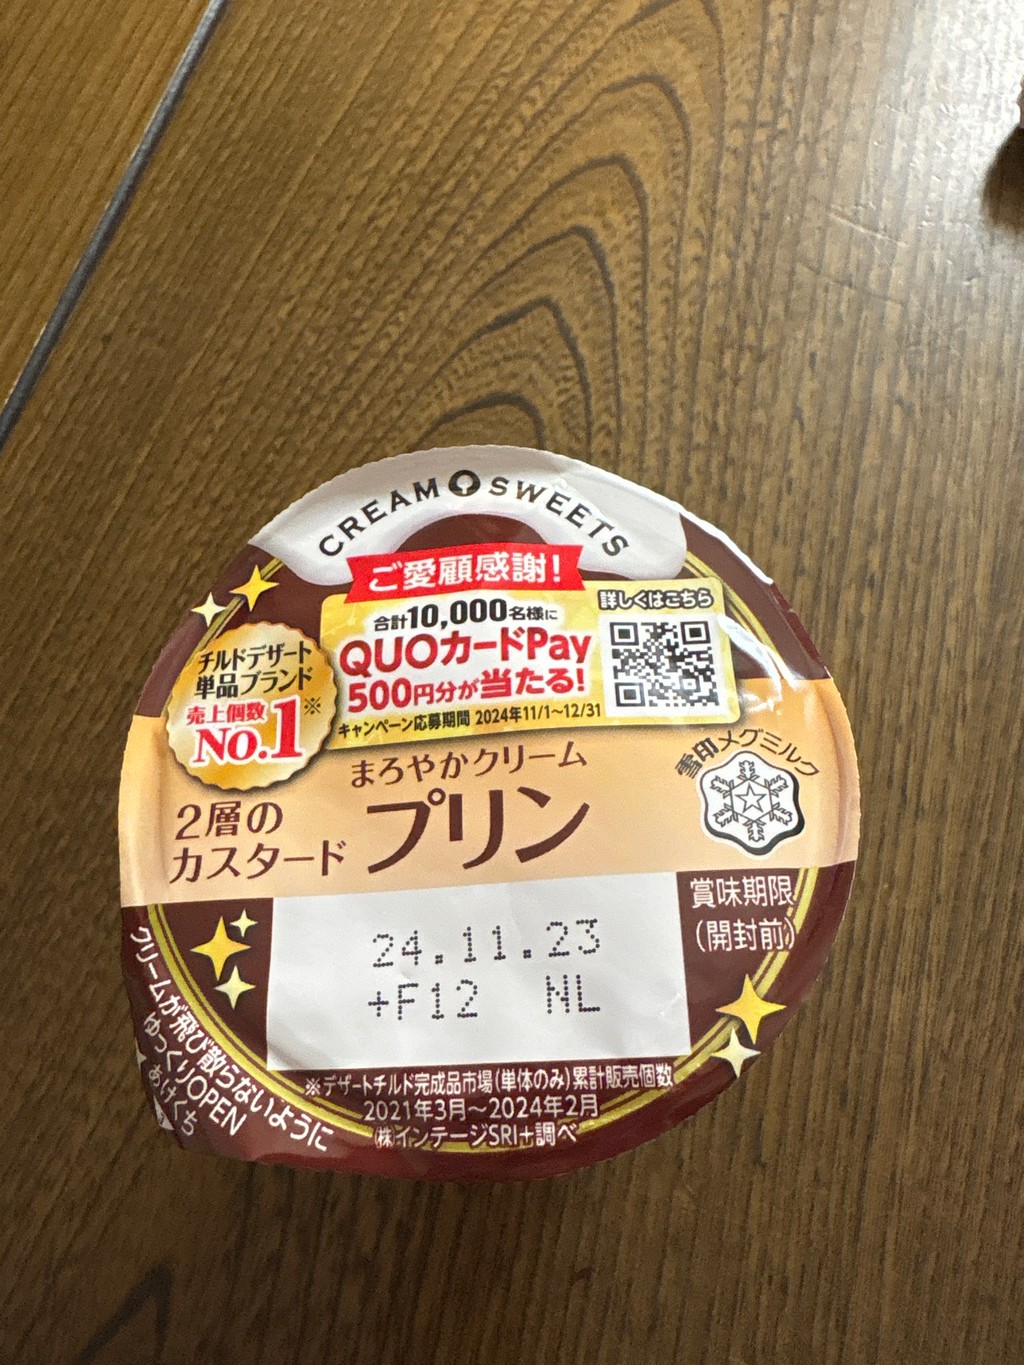 CREAM SWEETS
ご愛顧感謝!
合計10,000名様に
QUOカードPay
500円分が当たる!
キャンペーン応募期間 2024年11/1~12/31
詳しくはこちら
チルドデザート
単品ブランド
売上個数※
No.1
まろやかクリーム
プリン
2層の
カスタード
雪印メグミルク
賞味期限
(開封前)
24.11.23
+F12 NL
※デザートチルド完成品市場(単体のみ)累計販売個数
2021年3月~2024年2月
㈱インテージSRI+調べ
クリームが飛び散らないように
ゆっくりOPEN
あけくち